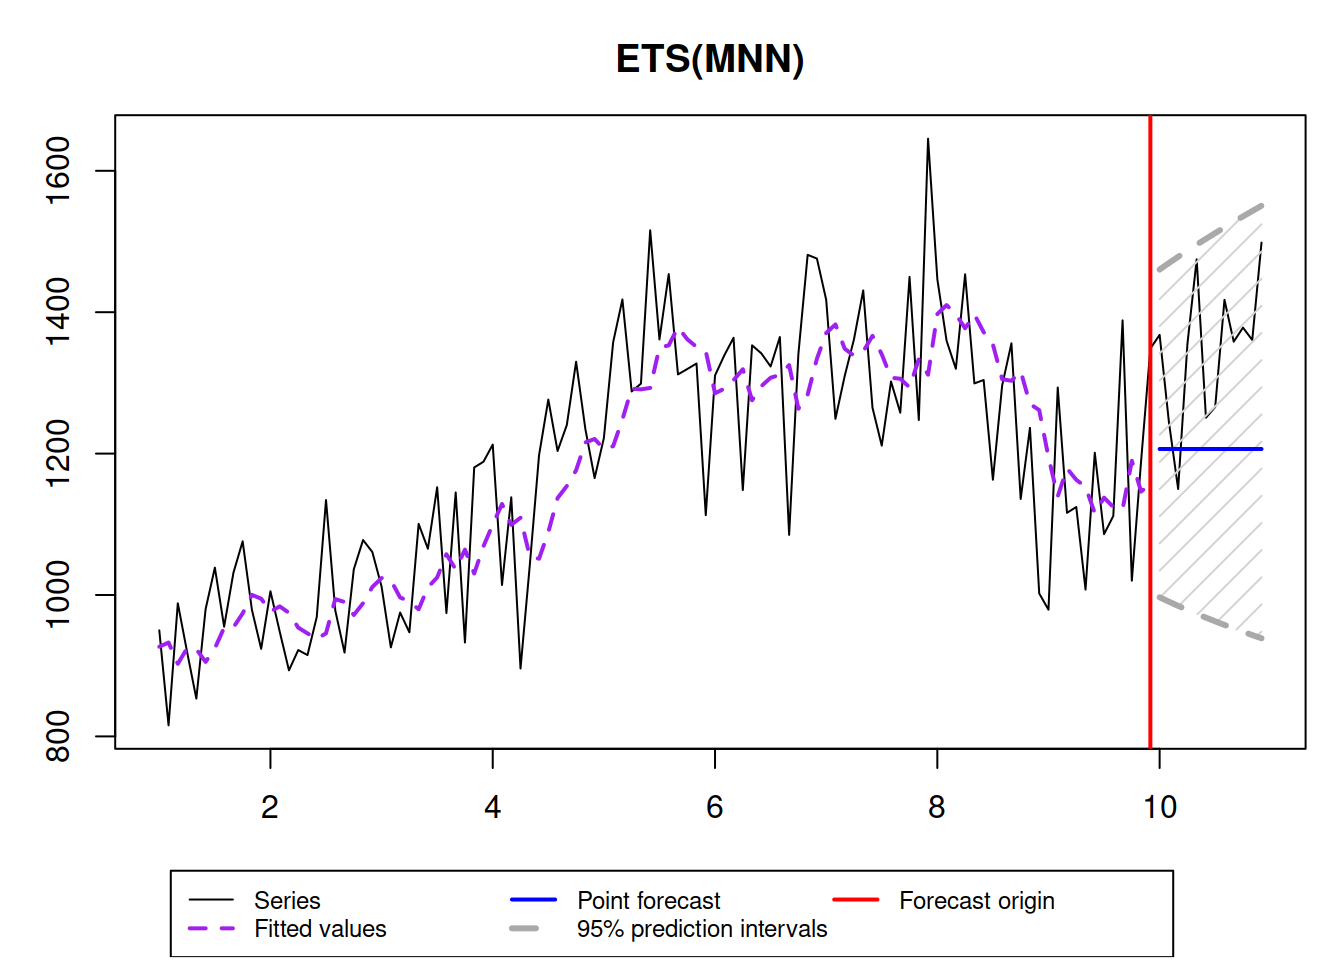 ETS(MNN)
1600
1400
1200
1000
800
2 4 6 8 10
Series Point forecast Forecast origin
Fitted values 95% prediction intervals